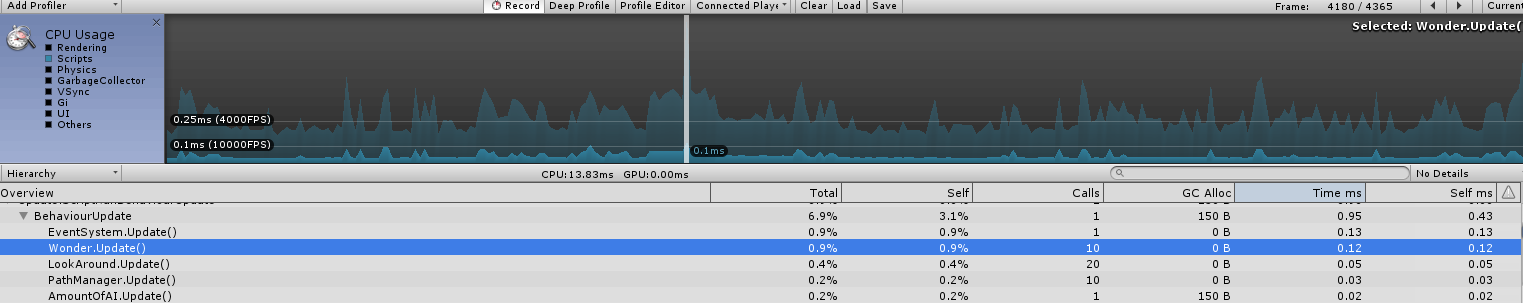 Add Profiler Record Deep Profile Profile Editor Connected Playe Clear Load Save Frame: 4180 / 4365 Current
CPU Usage
Rendering
Scripts
Physics
GarbageCollector
VSync
Gi
UI
Others
Selected: Wonder.Update(
0.25ms (4000FPS)
0.1ms (10000FPS)
0.1ms
Hierarchy CPU:13.83ms GPU:0.00ms No Details
Overview Total Self Calls GC Alloc Time ms Self ms
BehaviourUpdate 6.9% 3.1% 1 150 B 0.95 0.43
EventSystem.Update() 0.9% 0.9% 1 0 B 0.13 0.13
Wonder.Update() 0.9% 0.9% 10 0 B 0.12 0.12
LookAround.Update() 0.4% 0.4% 20 0 B 0.05 0.05
PathManager.Update() 0.2% 0.2% 10 0 B 0.03 0.03
AmountOfAI.Update() 0.2% 0.2% 1 150 B 0.02 0.02